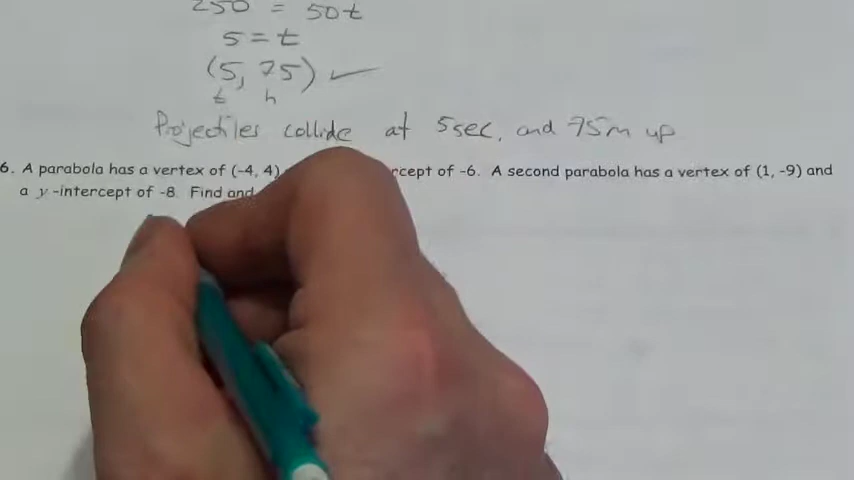 250 = 50t
5 = t
(5, 75) ✓
t h
Projectiles collide at 5sec, and 75m up
6. A parabola has a vertex of (-4, 4) of -6. A second parabola has a vertex of (1, -9) and
a y-intercept of -8. Find and